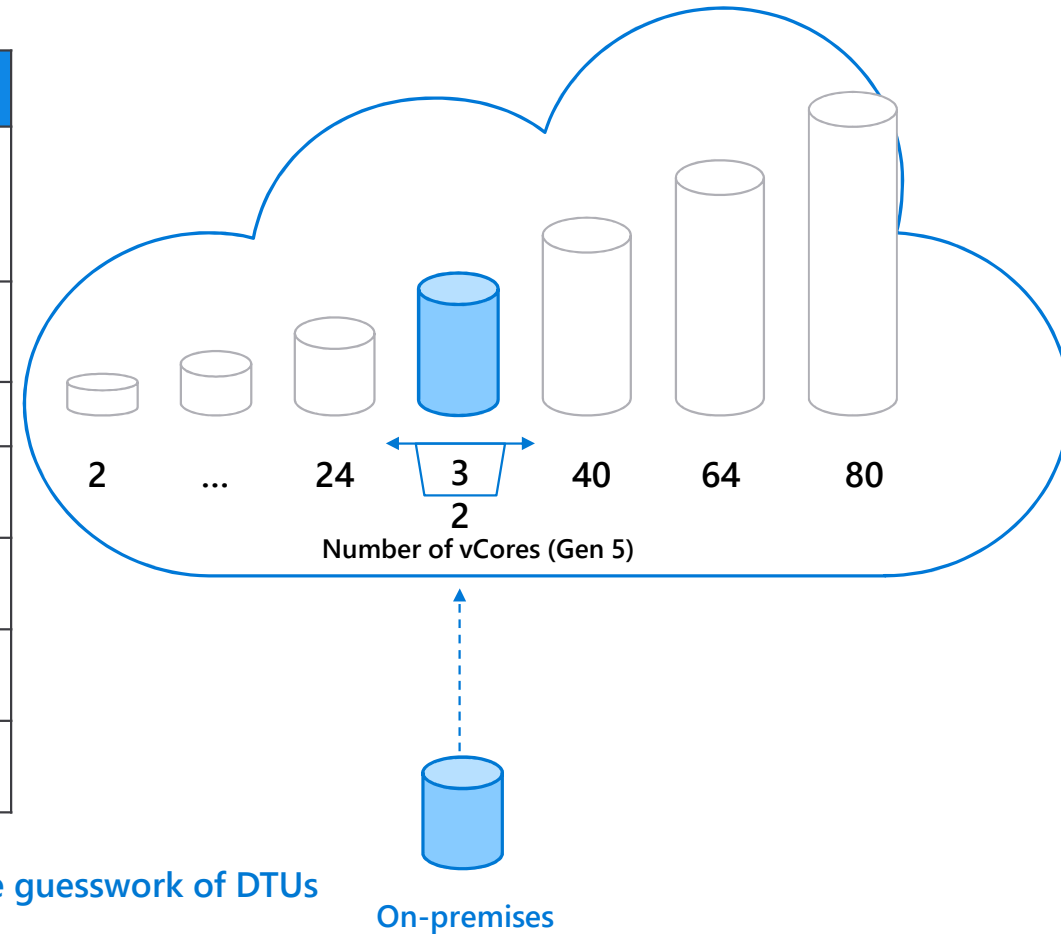 2 ... 24 3 40 64 80
2
Number of vCores (Gen 5)
guesswork of DTUs
On-premises